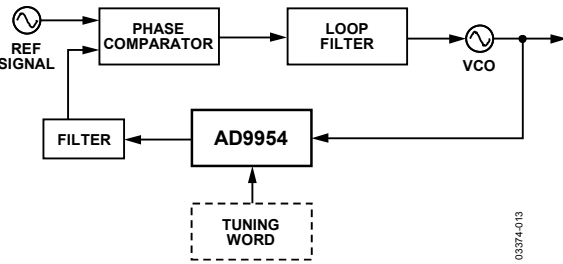 REF
SIGNAL
PHASE
COMPARATOR
LOOP
FILTER
VCO
FILTER
AD9954
TUNING
WORD
03374-013